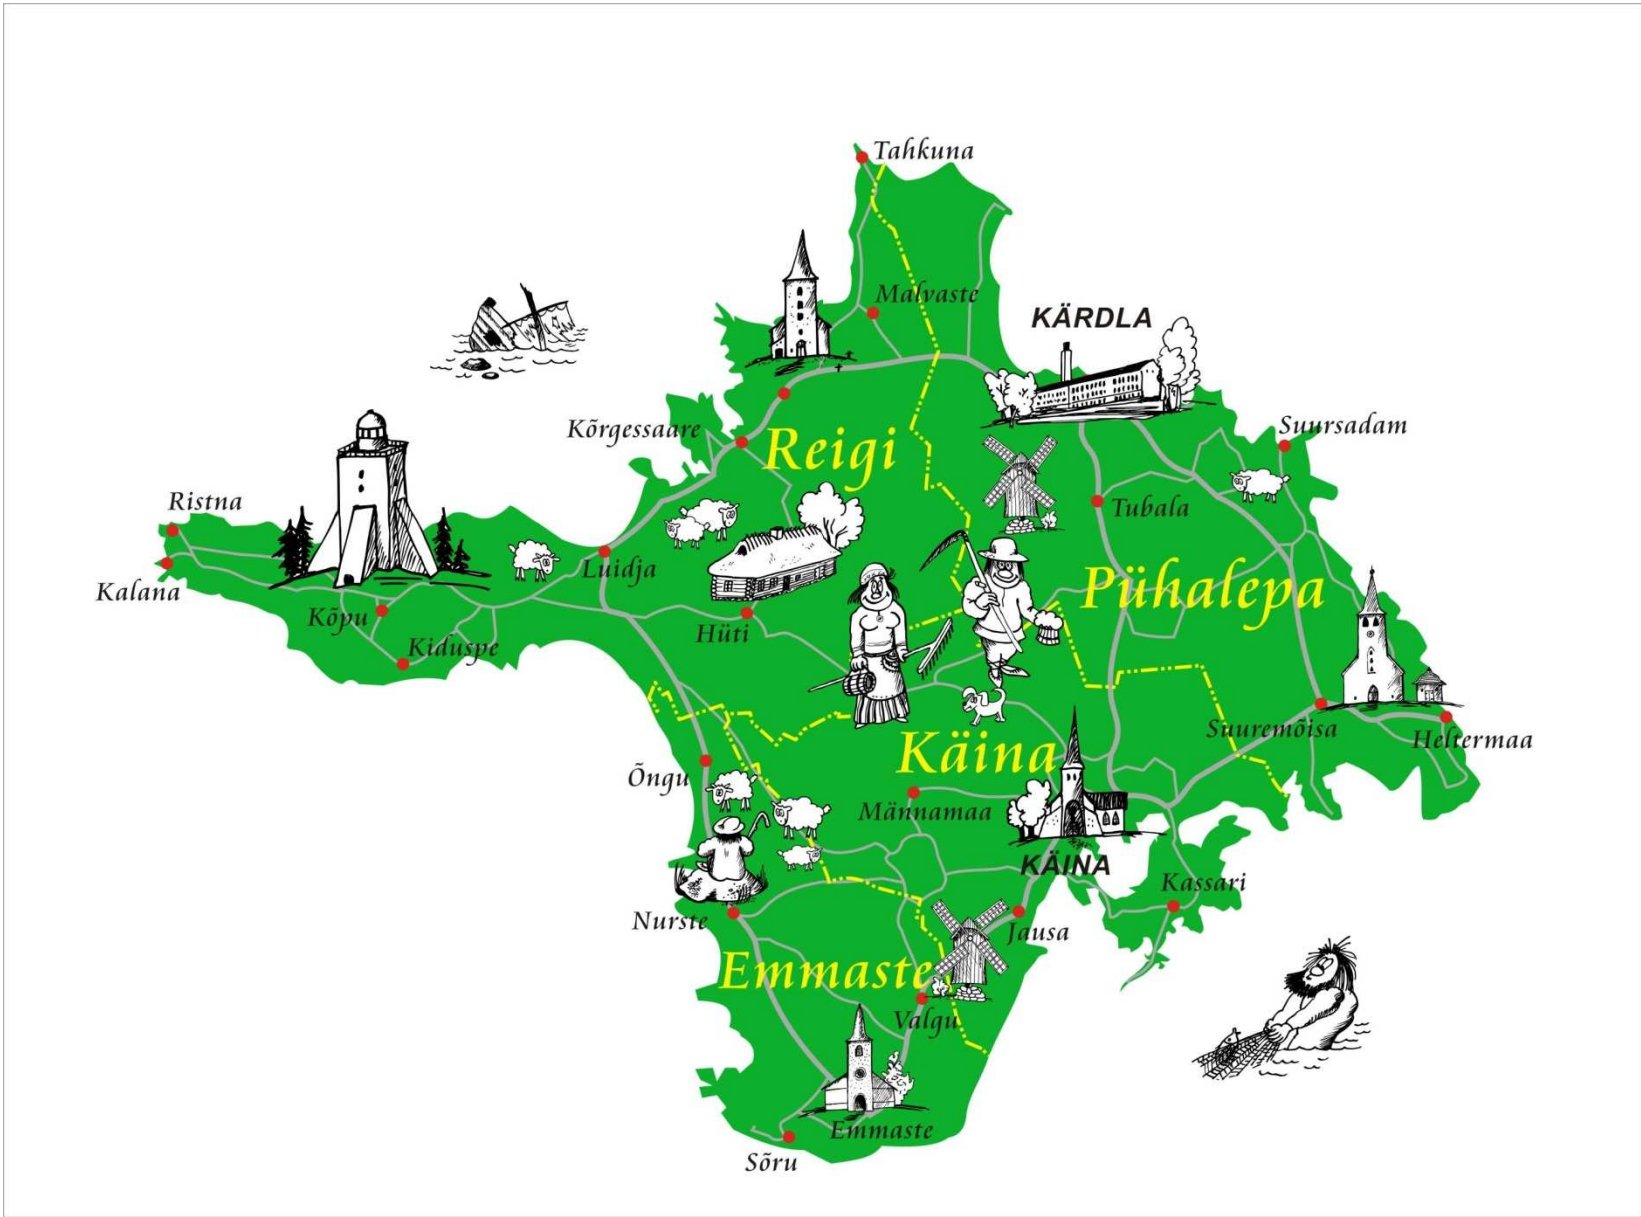 Tahkuna
Malvaste
KÄRDLA
Kõrgessaare
Reigi
Suursadam
Ristna
Tubala
Kalana
Luidja
Pühalepa
Kõpu
Hüti
Kiduspe
Suuremõisa
Heltermaa
Käina
Õngu
Männamaa
KÄINA
Kassari
Nurste
Jausa
Emmaste
Valgu
Emmaste
Sõru